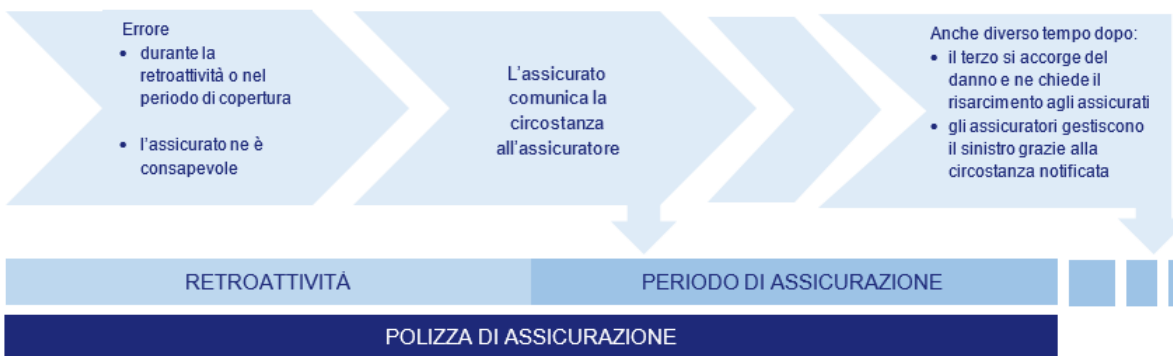 Errore
• durante la
retroattività o nel
periodo di copertura
• l'assicurato ne è
consapevole
L'assicurato
comunica la
circostanza
all'assicuratore
Anche diverso tempo dopo:
• il terzo si accorge del
danno e ne chiede il
risarcimento agli assicurati
• gli assicuratori gestiscono
il sinistro grazie alla
circostanza notificata
RETROATTIVITÀ
PERIODO DI ASSICURAZIONE
POLIZZA DI ASSICURAZIONE